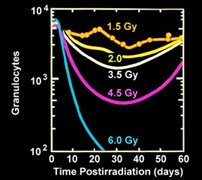 Granulocytes
10⁴
10³
10²
1.5 Gy
2.0
3.5 Gy
4.5 Gy
6.0 Gy
0 10 20 30 40 50 60
Time Postirradiation (days)